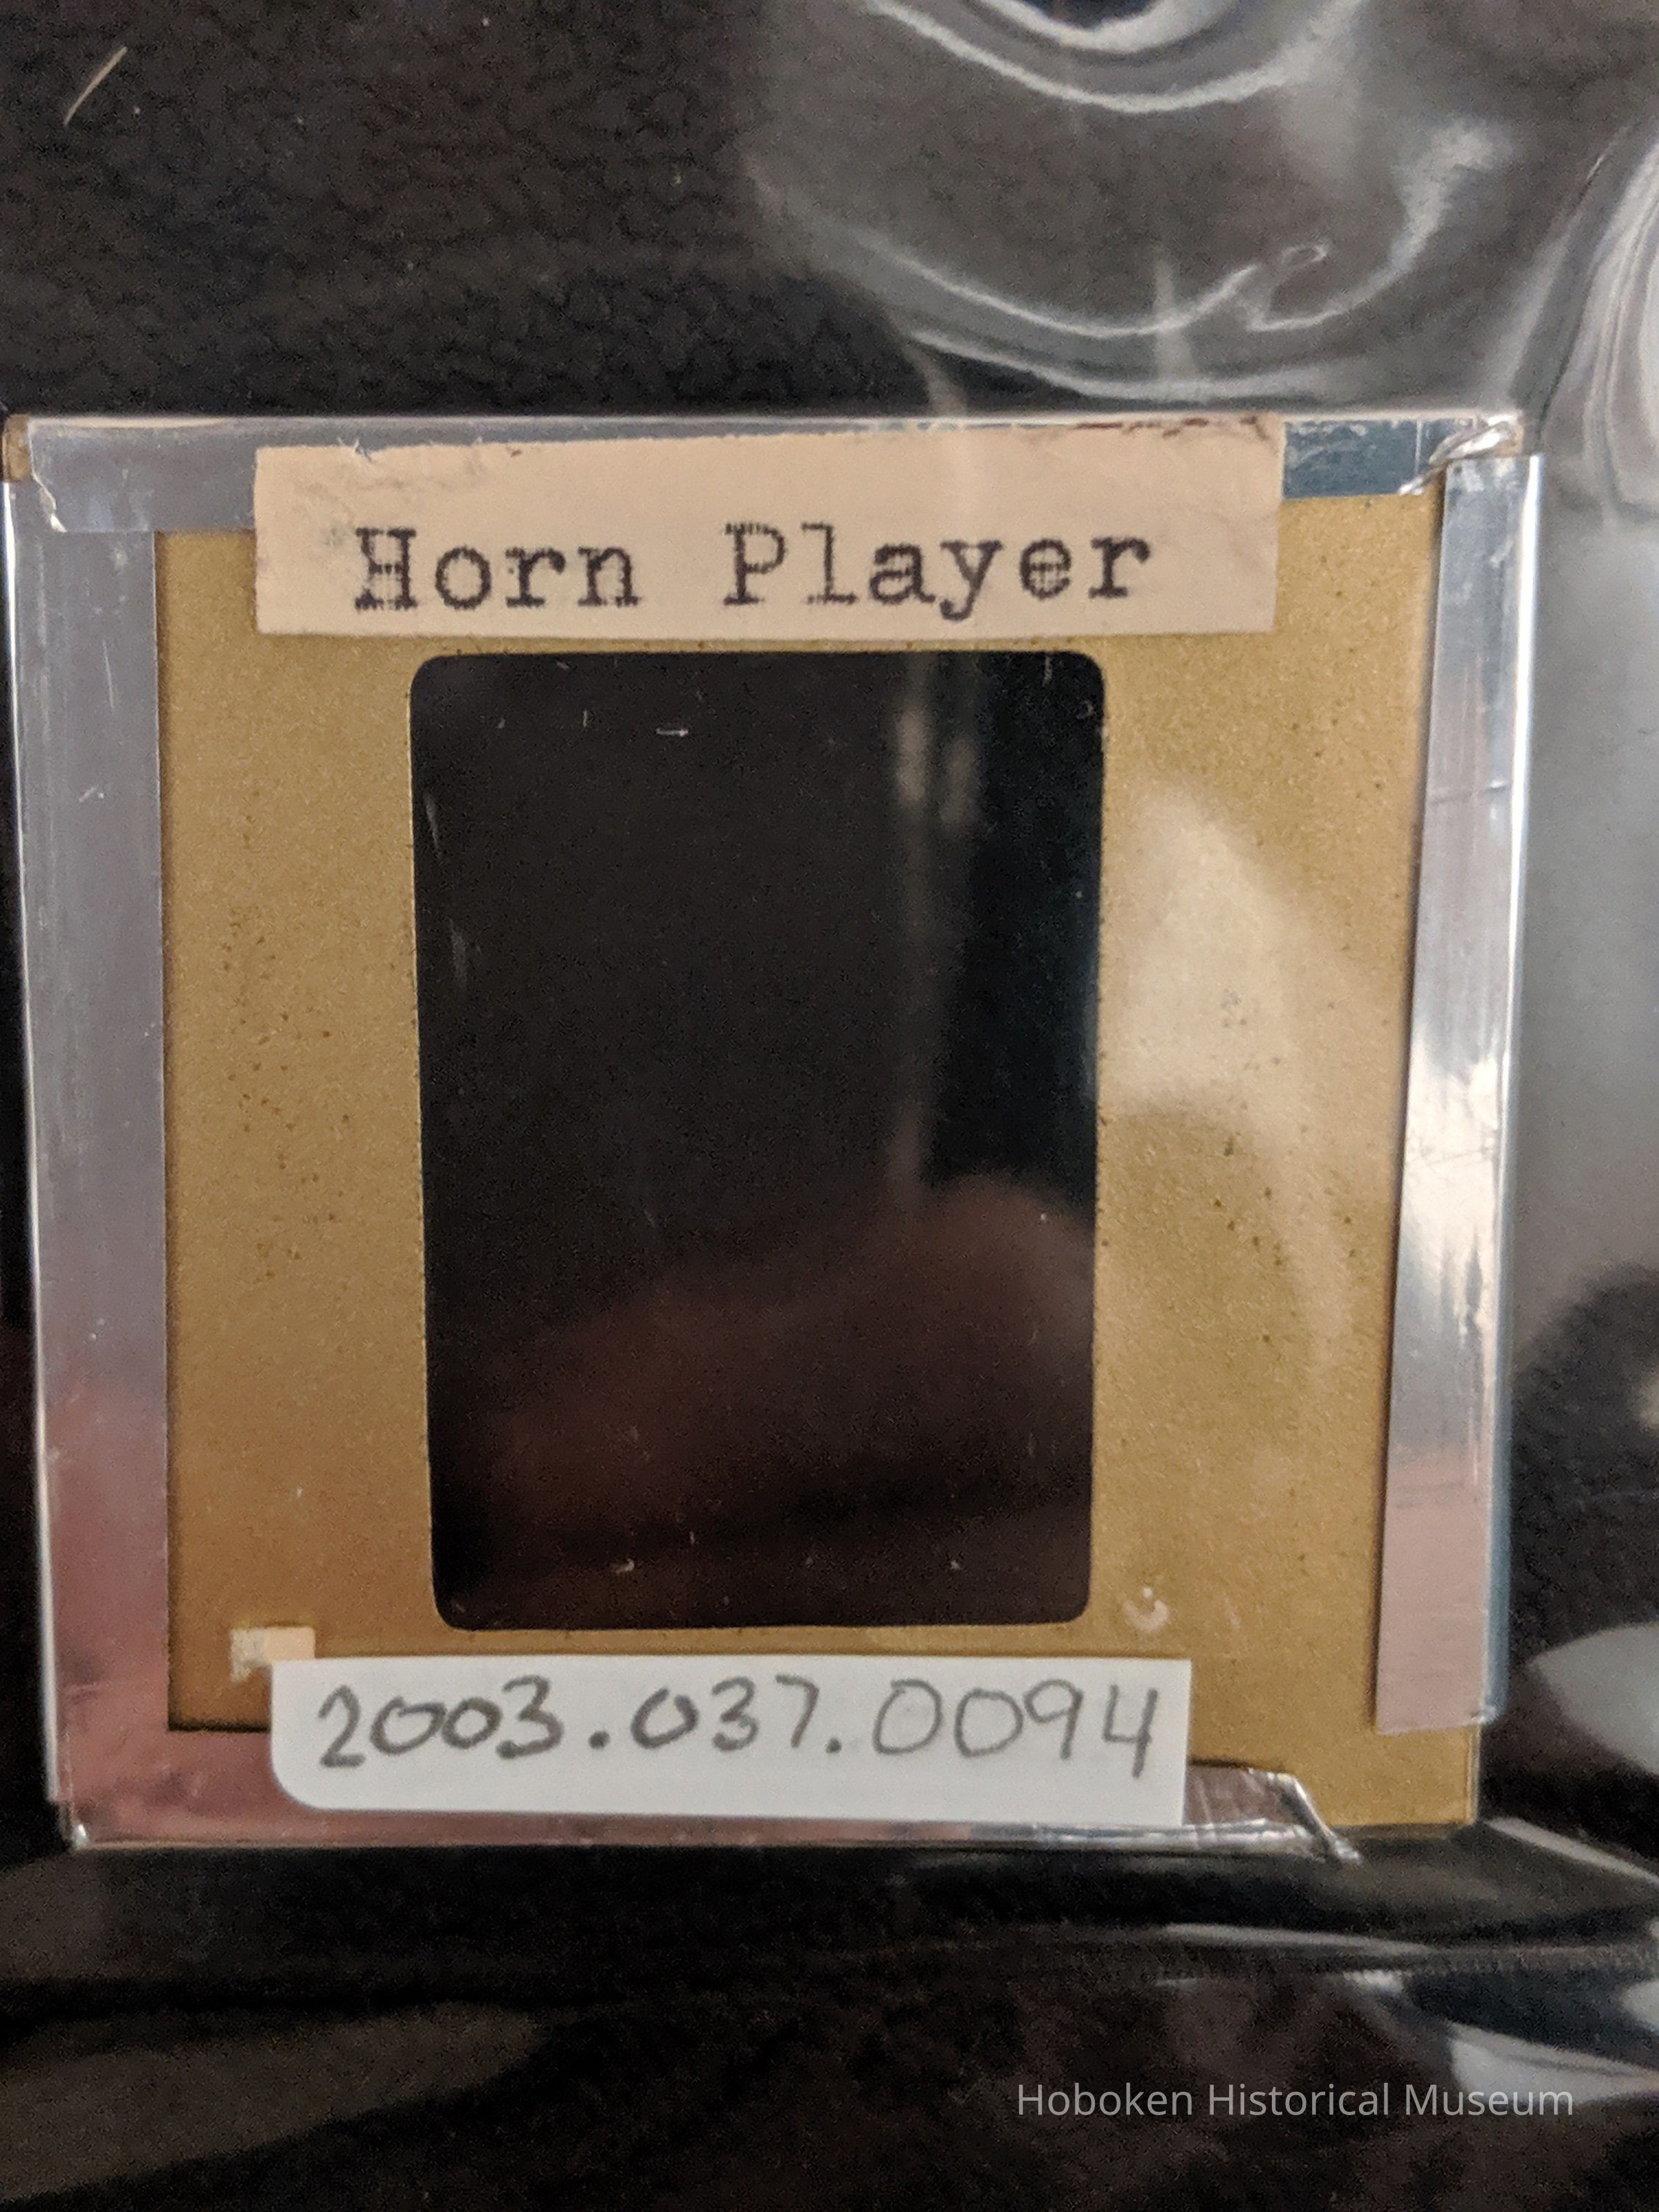 Horn Player
2003.037.0094
Hoboken Historical Museum